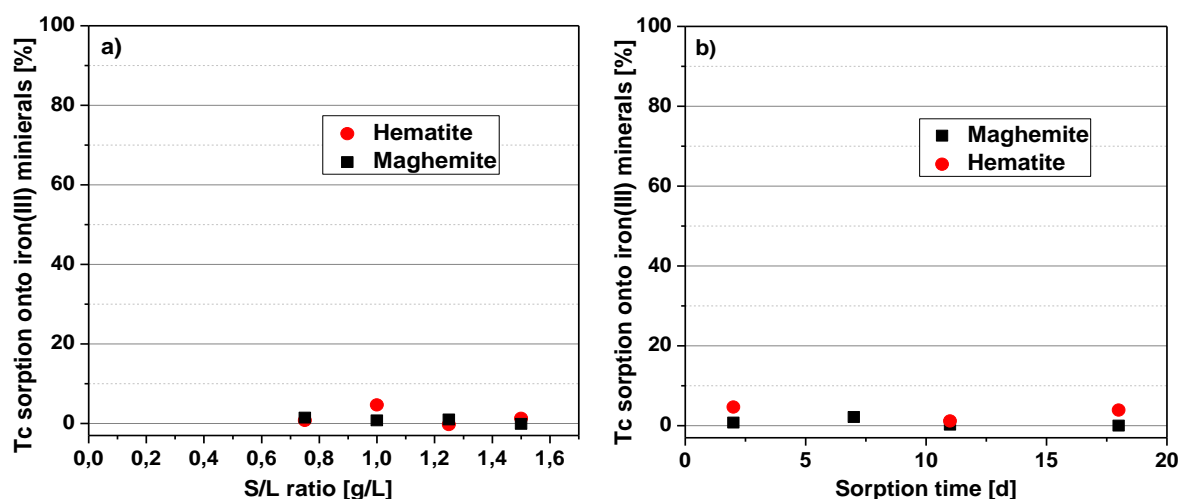 Tc sorption onto iron(III) minierals [%]
a)
100
80
60
40
20
0
Hematite
Maghemite
0,0 0,2 0,4 0,6 0,8 1,0 1,2 1,4 1,6
S/L ratio [g/L]
Tc sorption onto iron(III) minerals [%]
b)
100
80
60
40
20
0
Maghemite
Hematite
0 5 10 15 20
Sorption time [d]